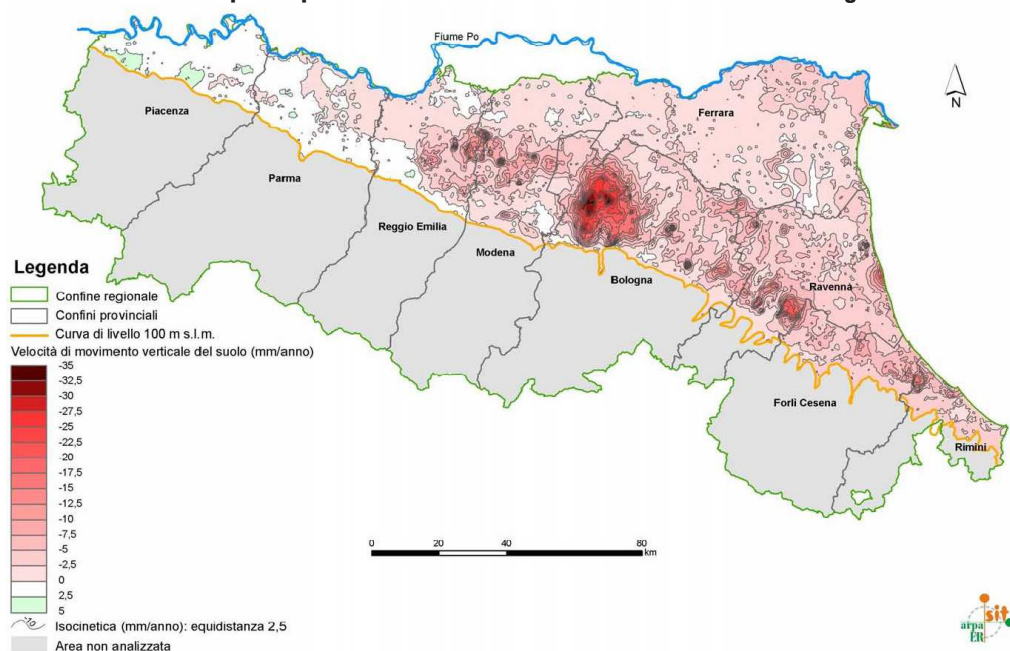 Fiume Po
N
Piacenza
Ferrara
Parma
Reggio Emilia
Modena
Bologna
Ravenna
Forlì Cesena
Rimini
Legenda
Confine regionale
Confini provinciali
Curva di livello 100 m s.l.m.
Velocità di movimento verticale del suolo (mm/anno)
-35
-30
-27,5
-25
-22,5
-20
-17,5
-15
-12,5
-10
-7,5
-5
-2,5
0
2,5
5
-10 Isocinetica (mm/anno): equidistanza 2,5
Area non analizzata
0 20 40 80
km
arpa sit
ER